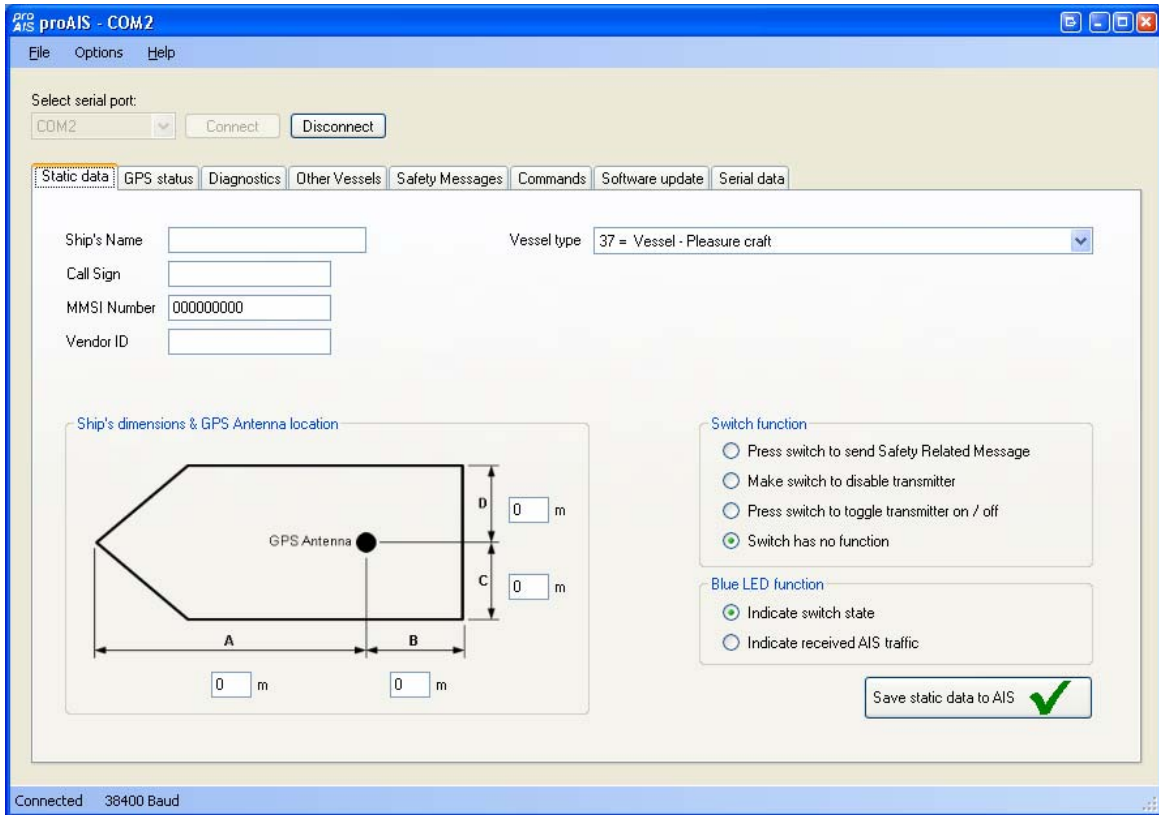 pro AIS proAIS - COM2
File Options Help
Select serial port:
COM2 Connect Disconnect
Static data GPS status Diagnostics Other Vessels Safety Messages Commands Software update Serial data
Ship's Name Vessel type 37 = Vessel - Pleasure craft
Call Sign
MMSI Number 000000000
Vendor ID
Ship's dimensions & GPS Antenna location
D 0 m
GPS Antenna
C 0 m
A B
0 m 0 m
Switch function
Press switch to send Safety Related Message
Make switch to disable transmitter
Press switch to toggle transmitter on / off
Switch has no function
Blue LED function
Indicate switch state
Indicate received AIS traffic
Save static data to AIS
Connected 38400 Baud